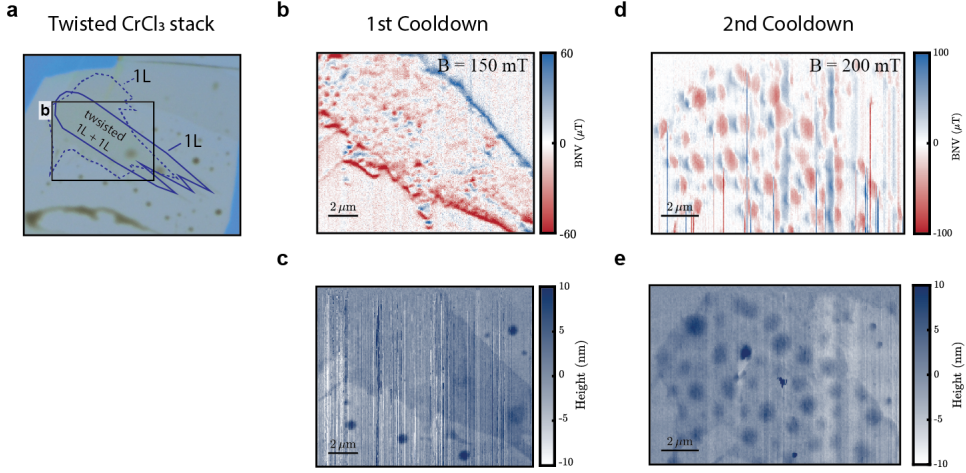 a
Twisted CrCl₃ stack
1L
b
twsisted
1L + 1L
1L
b
1st Cooldown
B = 150 mT
2 μm
60
0
-60
BNV (μT)
c
2 μm
10
5
0
-5
-10
Height (nm)
d
2nd Cooldown
B = 200 mT
2 μm
100
50
0
-50
-100
BNV (μT)
e
2 μm
10
5
0
-5
-10
Height (nm)